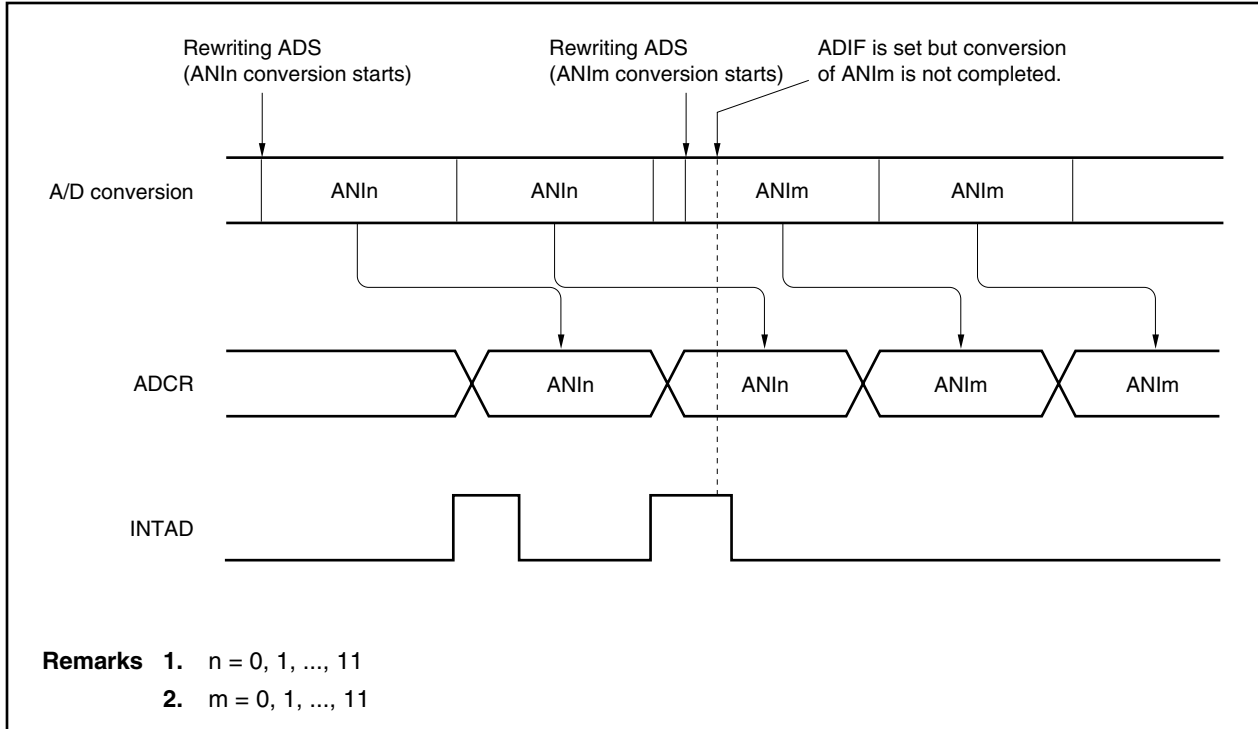 Rewriting ADS
(ANIn conversion starts)
Rewriting ADS
(ANIm conversion starts)
ADIF is set but conversion
of ANIm is not completed.
A/D conversion
ANIn
ANIn
ANIm
ANIm
ADCR
ANIn
ANIn
ANIm
ANIm
INTAD
Remarks 1. n = 0, 1, ..., 11
2. m = 0, 1, ..., 11